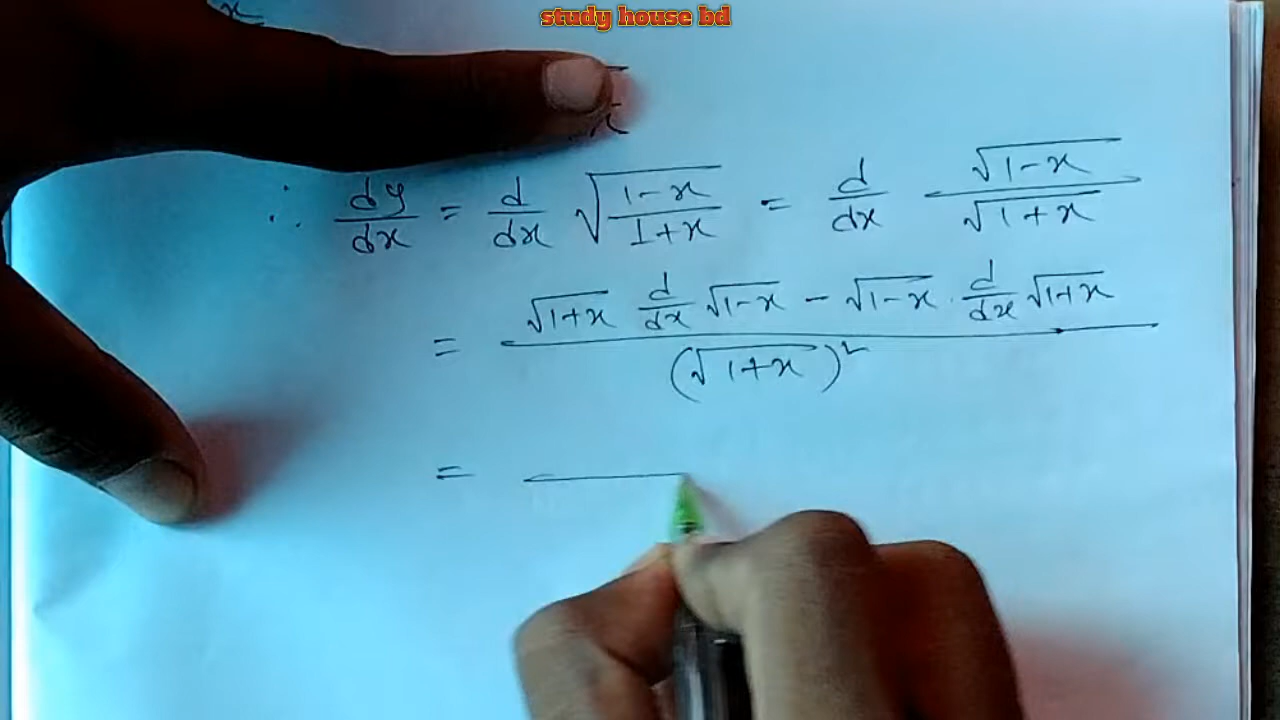 study house bd
x
∴ dy/dx = d/dx √((1-x)/(1+x)) = d/dx √(1-x)/√(1+x)
= (√(1+x) d/dx √(1-x) - √(1-x) . d/dx √(1+x))/(√(1+x))²
=